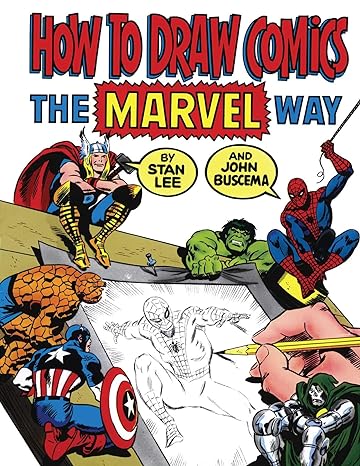 HOW TO DRAW COMICS
THE MARVEL WAY
BY
STAN
LEE
AND
JOHN
BUSCEMA